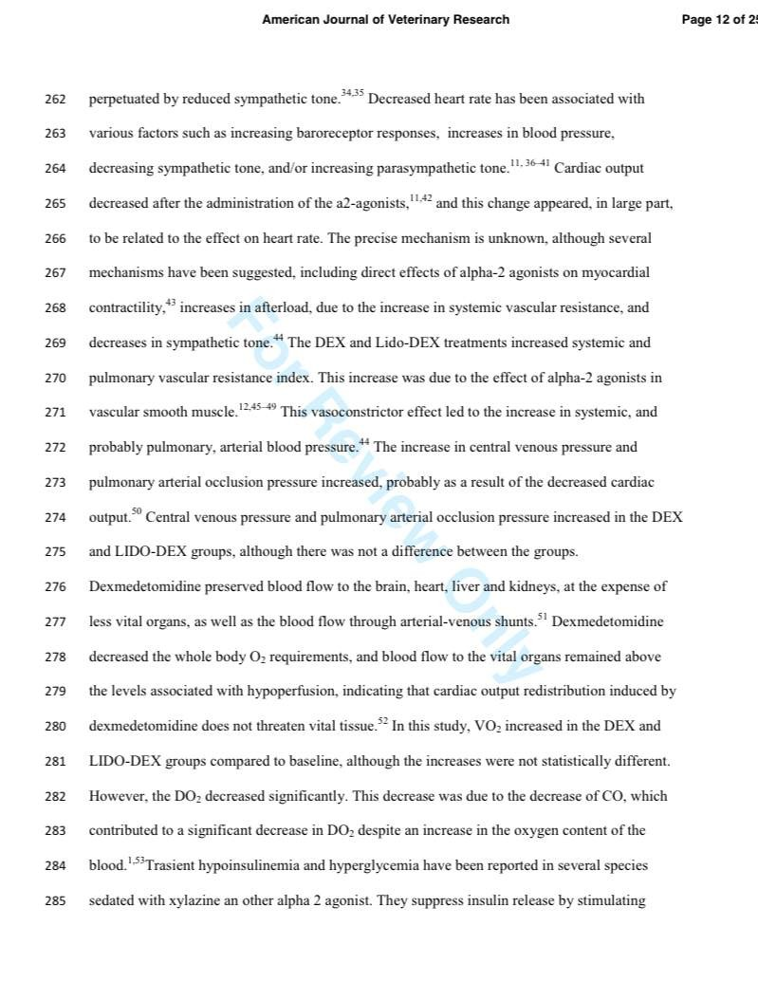 American Journal of Veterinary Research Page 12 of 25
262 perpetuated by reduced sympathetic tone.34,35 Decreased heart rate has been associated with
263 various factors such as increasing baroreceptor responses, increases in blood pressure,
264 decreasing sympathetic tone, and/or increasing parasympathetic tone.11, 36-41 Cardiac output
265 decreased after the administration of the a2-agonists,11,42 and this change appeared, in large part,
266 to be related to the effect on heart rate. The precise mechanism is unknown, although several
267 mechanisms have been suggested, including direct effects of alpha-2 agonists on myocardial
268 contractility,43 increases in afterload, due to the increase in systemic vascular resistance, and
269 decreases in sympathetic tone.44 The DEX and Lido-DEX treatments increased systemic and
270 pulmonary vascular resistance index. This increase was due to the effect of alpha-2 agonists in
271 vascular smooth muscle.12,45-49 This vasoconstrictor effect led to the increase in systemic, and
272 probably pulmonary, arterial blood pressure.44 The increase in central venous pressure and
273 pulmonary arterial occlusion pressure increased, probably as a result of the decreased cardiac
274 output.50 Central venous pressure and pulmonary arterial occlusion pressure increased in the DEX
275 and LIDO-DEX groups, although there was not a difference between the groups.
276 Dexmedetomidine preserved blood flow to the brain, heart, liver and kidneys, at the expense of
277 less vital organs, as well as the blood flow through arterial-venous shunts.51 Dexmedetomidine
278 decreased the whole body O2 requirements, and blood flow to the vital organs remained above
279 the levels associated with hypoperfusion, indicating that cardiac output redistribution induced by
280 dexmedetomidine does not threaten vital tissue.52 In this study, VO2 increased in the DEX and
281 LIDO-DEX groups compared to baseline, although the increases were not statistically different.
282 However, the DO2 decreased significantly. This decrease was due to the decrease of CO, which
283 contributed to a significant decrease in DO2 despite an increase in the oxygen content of the
284 blood.1,53Trasient hypoinsulinemia and hyperglycemia have been reported in several species
285 sedated with xylazine an other alpha 2 agonist. They suppress insulin release by stimulating
For Review Only